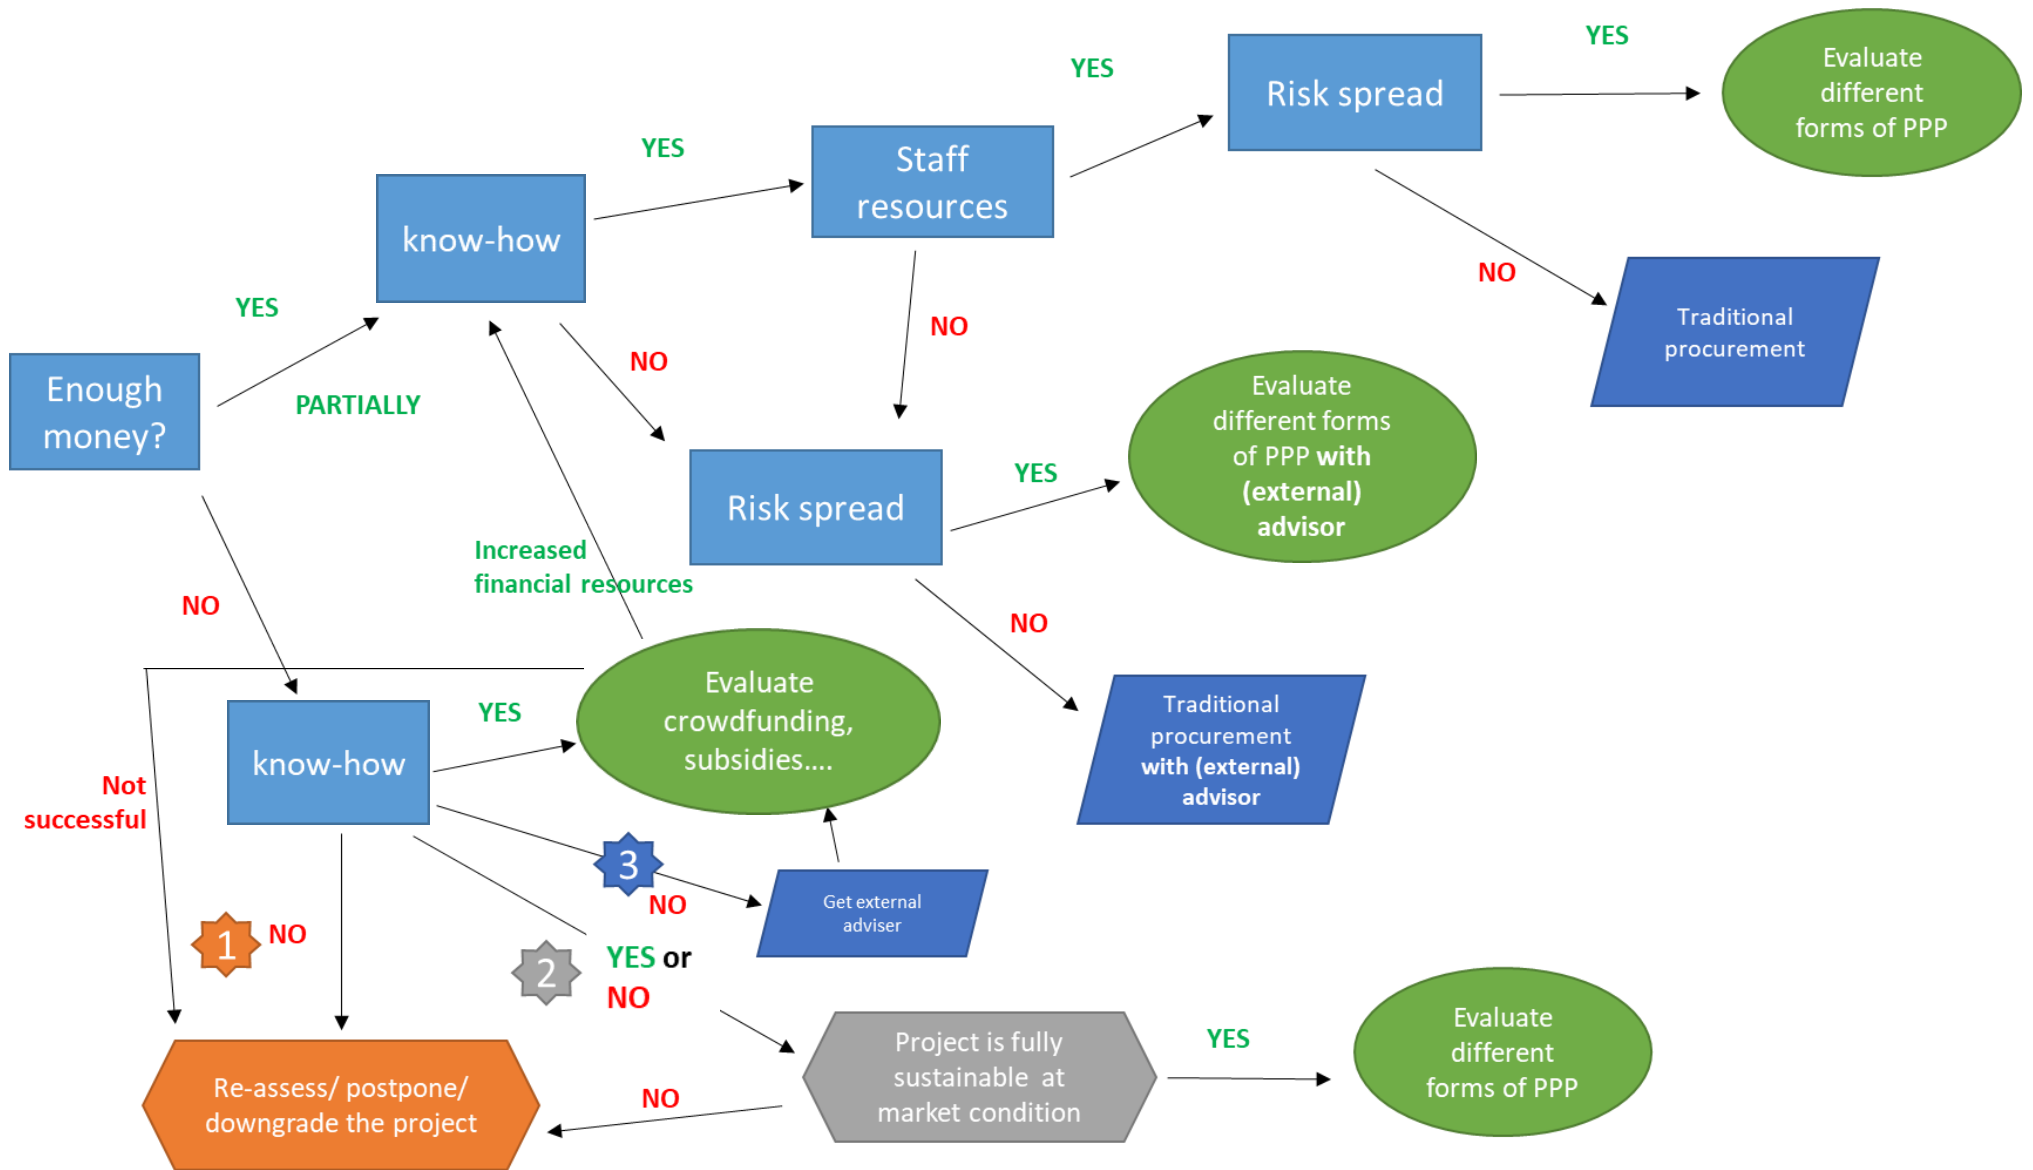 YES
Evaluate
different
forms of PPP
Risk spread
YES
YES
Staff
resources
know-how
NO
Traditional
procurement
YES
NO
NO
Enough
money?
PARTIALLY
Evaluate
different forms
of PPP with
(external)
advisor
YES
Risk spread
Increased
financial resources
NO
NO
Evaluate
crowdfunding,
subsidies....
YES
know-how
Traditional
procurement
with (external)
advisor
Not
successful
3
NO
Get external
adviser
1
NO
2
YES or
NO
Project is fully
sustainable at
market condition
YES
Evaluate
different
forms of PPP
NO
Re-assess/ postpone/
downgrade the project